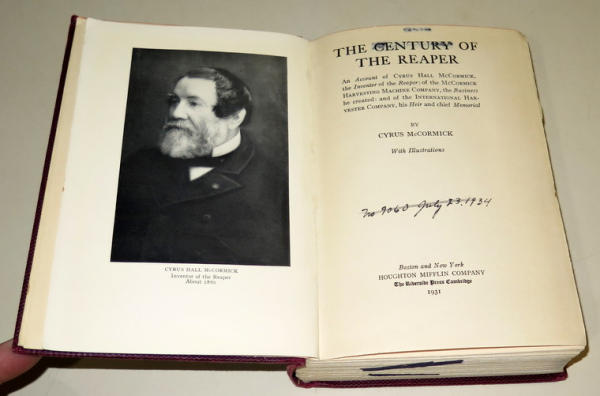 CYRUS HALL McCORMICK
Inventor of the Reaper
About 1880
THE CENTURY OF
THE REAPER
An Account of CYRUS HALL McCORMICK,
the Inventor of the Reaper; of the McCORMICK
HARVESTING MACHINE COMPANY, the Business
he created; and of the INTERNATIONAL HAR-
VESTER COMPANY, his Heir and chief Memorial
BY
CYRUS McCORMICK
With Illustrations
No 9060 July 23, 1934
Boston and New York
HOUGHTON MIFFLIN COMPANY
The Riverside Press Cambridge
1931